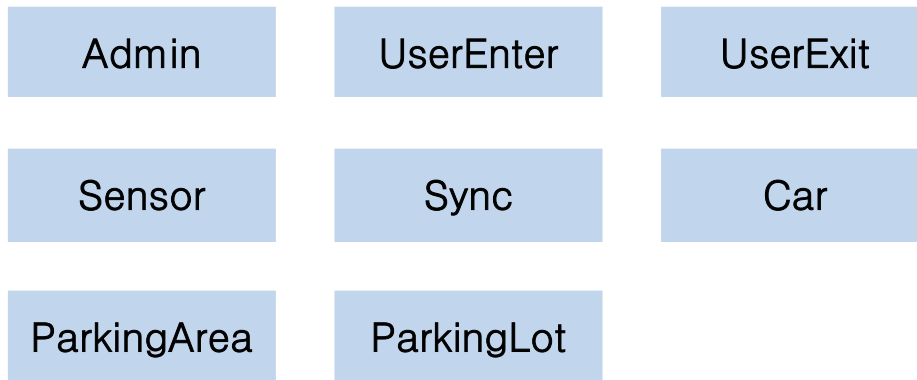 Admin
UserEnter
UserExit
Sensor
Sync
Car
ParkingArea
ParkingLot